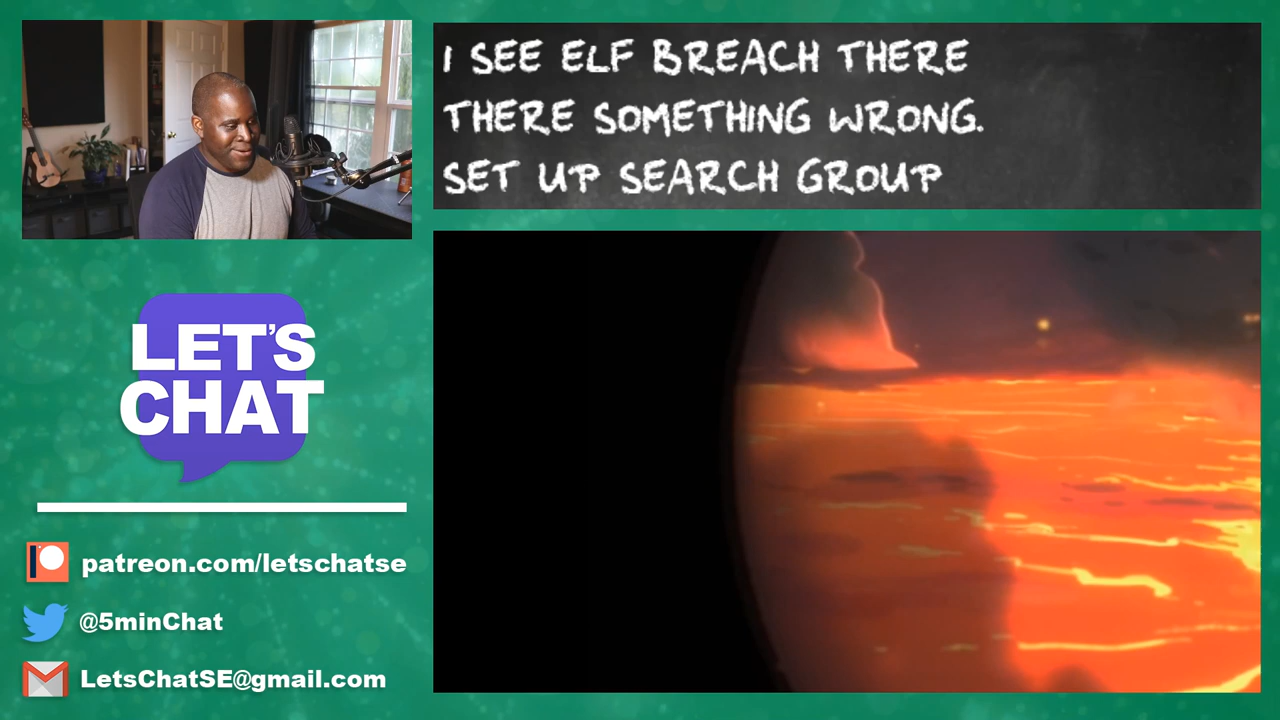 I SEE ELF BREACH THERE
THERE SOMETHING WRONG.
SET UP SEARCH GROUP
LET'S
CHAT
patreon.com/letschatse
@5minChat
LetsChatSE@gmail.com